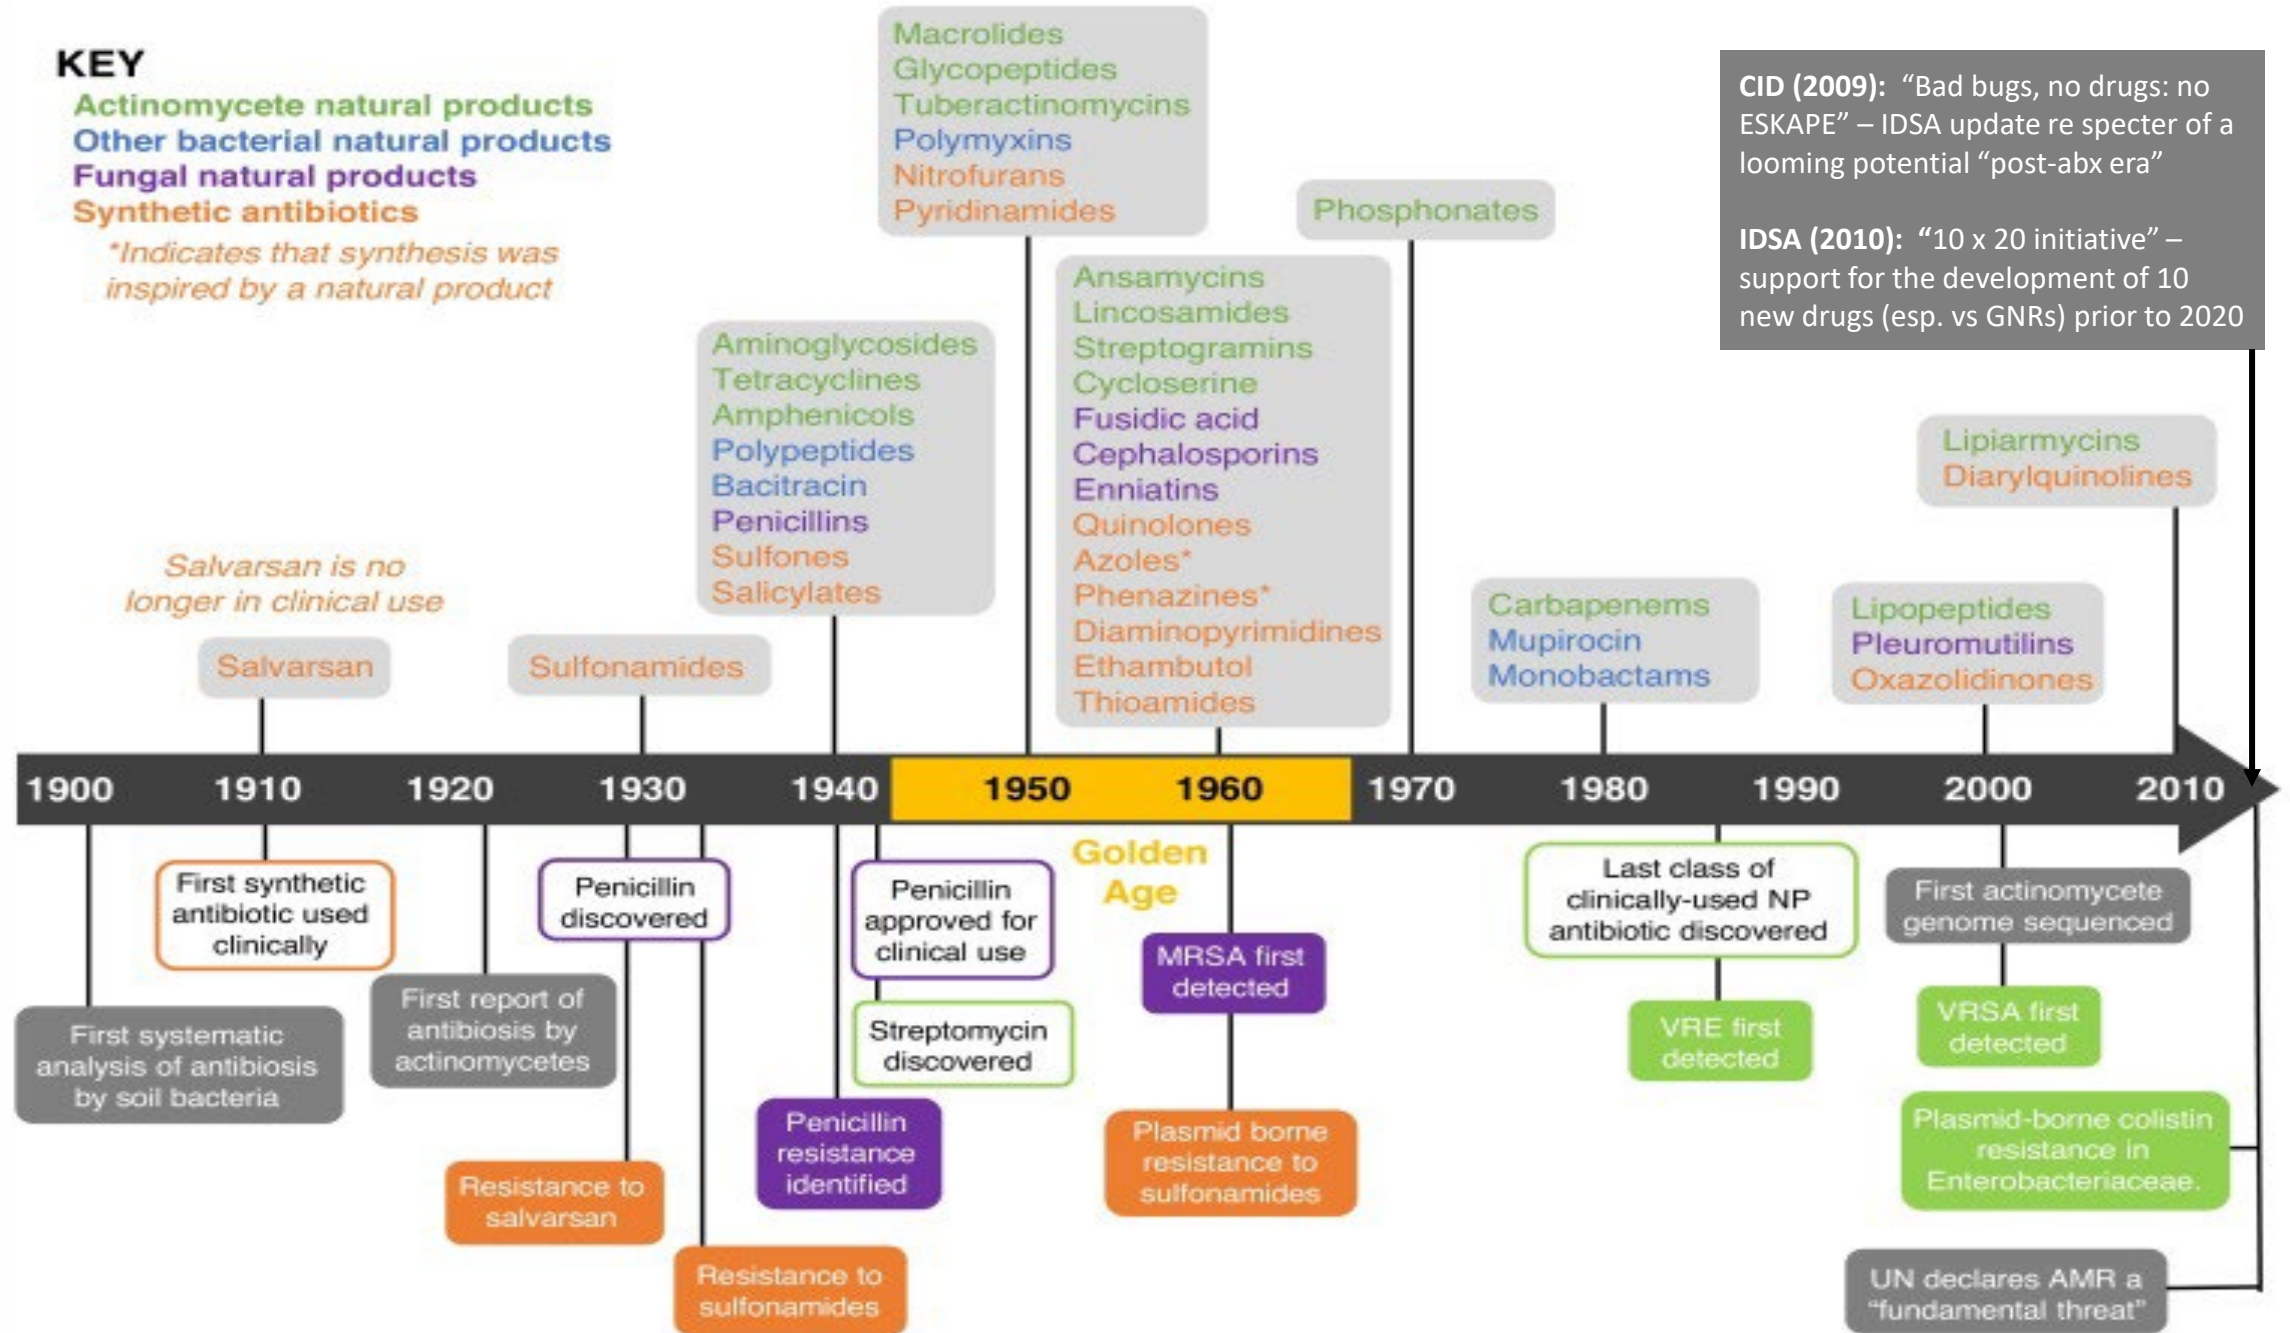 KEY
Actinomycete natural products
Other bacterial natural products
Fungal natural products
Synthetic antibiotics
*Indicates that synthesis was
inspired by a natural product
Salvarsan is no
longer in clinical use
Salvarsan
Sulfonamides
Aminoglycosides
Tetracyclines
Amphenicols
Polypeptides
Bacitracin
Penicillins
Sulfones
Salicylates
Macrolides
Glycopeptides
Tuberactinomycins
Polymyxins
Nitrofurans
Pyridinamides
Ansamycins
Lincosamides
Streptogramins
Cycloserine
Fusidic acid
Cephalosporins
Enniatins
Quinolones
Azoles*
Phenazines*
Diaminopyrimidines
Ethambutol
Thioamides
Phosphonates
Carbapenems
Mupirocin
Monobactams
Lipopeptides
Pleuromutilins
Oxazolidinones
Lipiarmycins
Diarylquinolines
CID (2009): “Bad bugs, no drugs: no
ESKAPE” – IDSA update re specter of a
looming potential “post-abx era”
IDSA (2010): “10 x 20 initiative” –
support for the development of 10
new drugs (esp. vs GNRs) prior to 2020
1900 1910 1920 1930 1940 1950 1960 1970 1980 1990 2000 2010
Golden
Age
First systematic
analysis of antibiosis
by soil bacteria
First synthetic
antibiotic used
clinically
First report of
antibiosis by
actinomycetes
Penicillin
discovered
Resistance to
salvarsan
Resistance to
sulfonamides
Penicillin
resistance
identified
Penicillin
approved for
clinical use
Streptomycin
discovered
MRSA first
detected
Plasmid borne
resistance to
sulfonamides
Last class of
clinically-used NP
antibiotic discovered
VRE first
detected
First actinomycete
genome sequenced
VRSA first
detected
Plasmid-borne colistin
resistance in
Enterobacteriaceae.
UN declares AMR a
“fundamental threat”